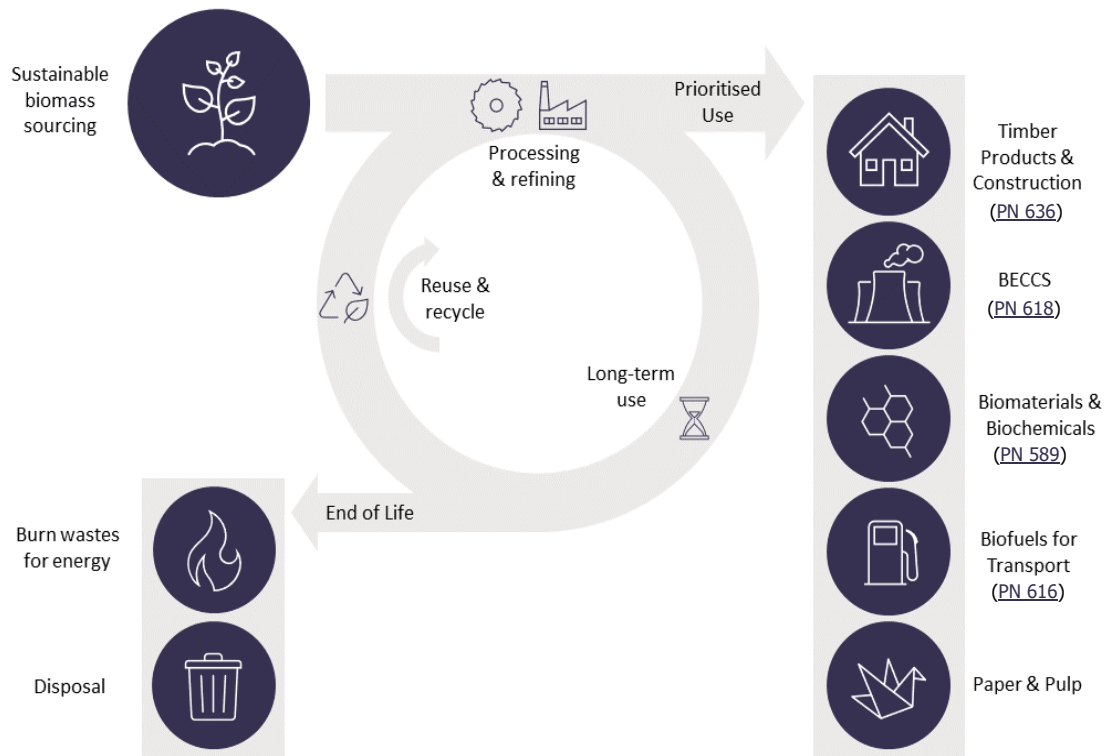 Sustainable
biomass
sourcing
Processing
& refining
Prioritised
Use
Timber
Products &
Construction
(PN 636)
BECCS
(PN 618)
Biomaterials &
Biochemicals
(PN 589)
Biofuels for
Transport
(PN 616)
Paper & Pulp
Long-term
use
Reuse &
recycle
End of Life
Burn wastes
for energy
Disposal